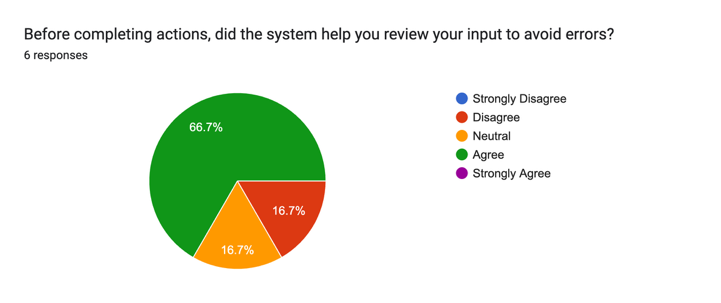 Before completing actions, did the system help you review your input to avoid errors?
6 responses
66.7%
16.7%
16.7%
Strongly Disagree
Disagree
Neutral
Agree
Strongly Agree